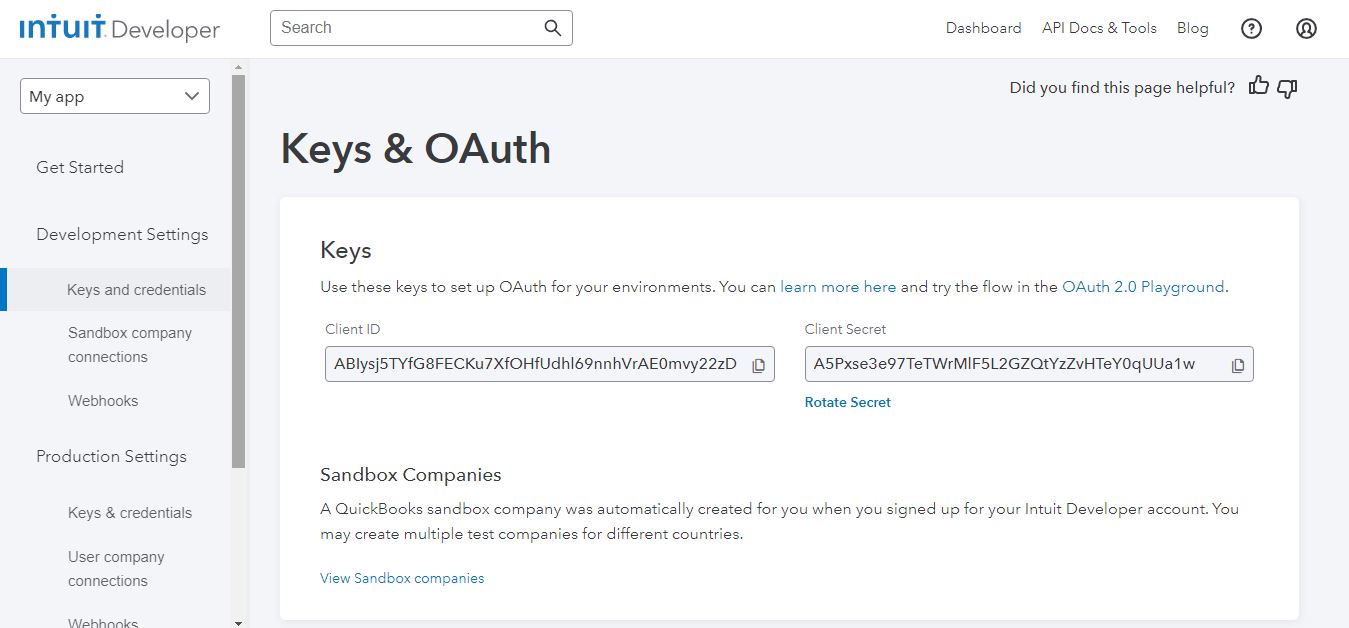 INTUIT Developer
Search
Dashboard API Docs & Tools Blog
My app
Did you find this page helpful?
Get Started
Development Settings
Keys and credentials
Sandbox company
connections
Webhooks
Production Settings
Keys & credentials
User company
connections
Webhooks
Keys & OAuth
Keys
Use these keys to set up OAuth for your environments. You can learn more here and try the flow in the OAuth 2.0 Playground.
Client ID
ABIysj5TYfG8FECKu7XfOHfUdhl69nnhVrAE0mvy22zD
Client Secret
A5Pxse3e97TeTWrMlF5L2GZQtYzZvHTeY0qUUa1w
Rotate Secret
Sandbox Companies
A QuickBooks sandbox company was automatically created for you when you signed up for your Intuit Developer account. You
may create multiple test companies for different countries.
View Sandbox companies